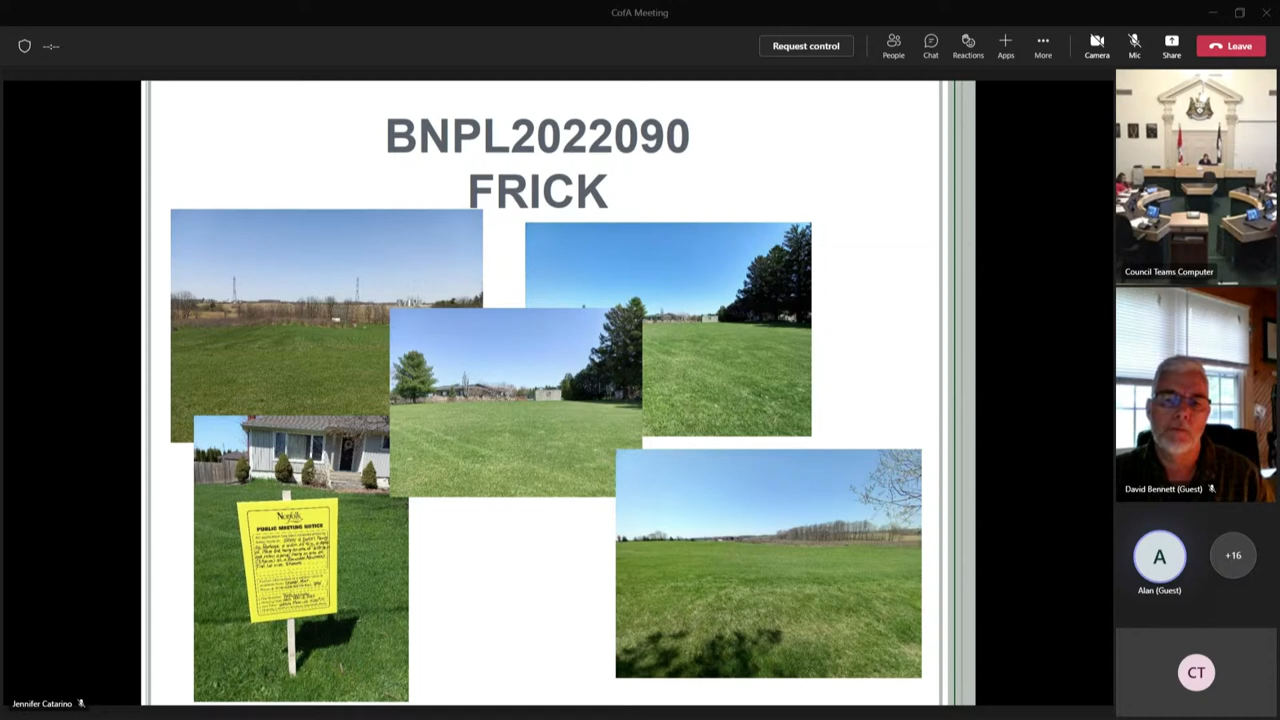 CofA Meeting
--:--
Request control
People
Chat
Reactions
Apps
More
Camera
Mic
Share
Leave
BNPL2022090
FRICK
Norfolk
PUBLIC MEETING NOTICE
Council Teams Computer
David Bennett (Guest)
A
+16
Alan (Guest)
CT
Jennifer Catarino